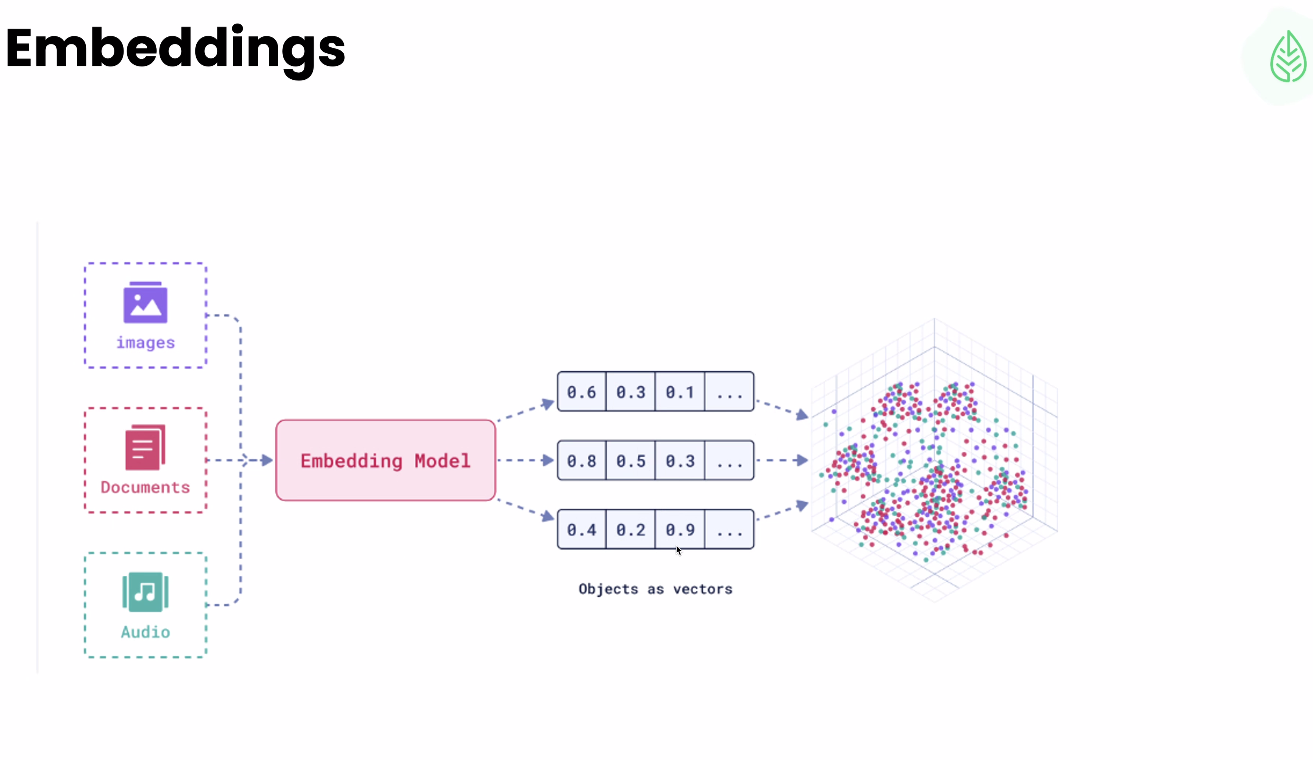 Embeddings
images
Documents
Audio
Embedding Model
0.6 0.3 0.1 ...
0.8 0.5 0.3 ...
0.4 0.2 0.9 ...
Objects as vectors